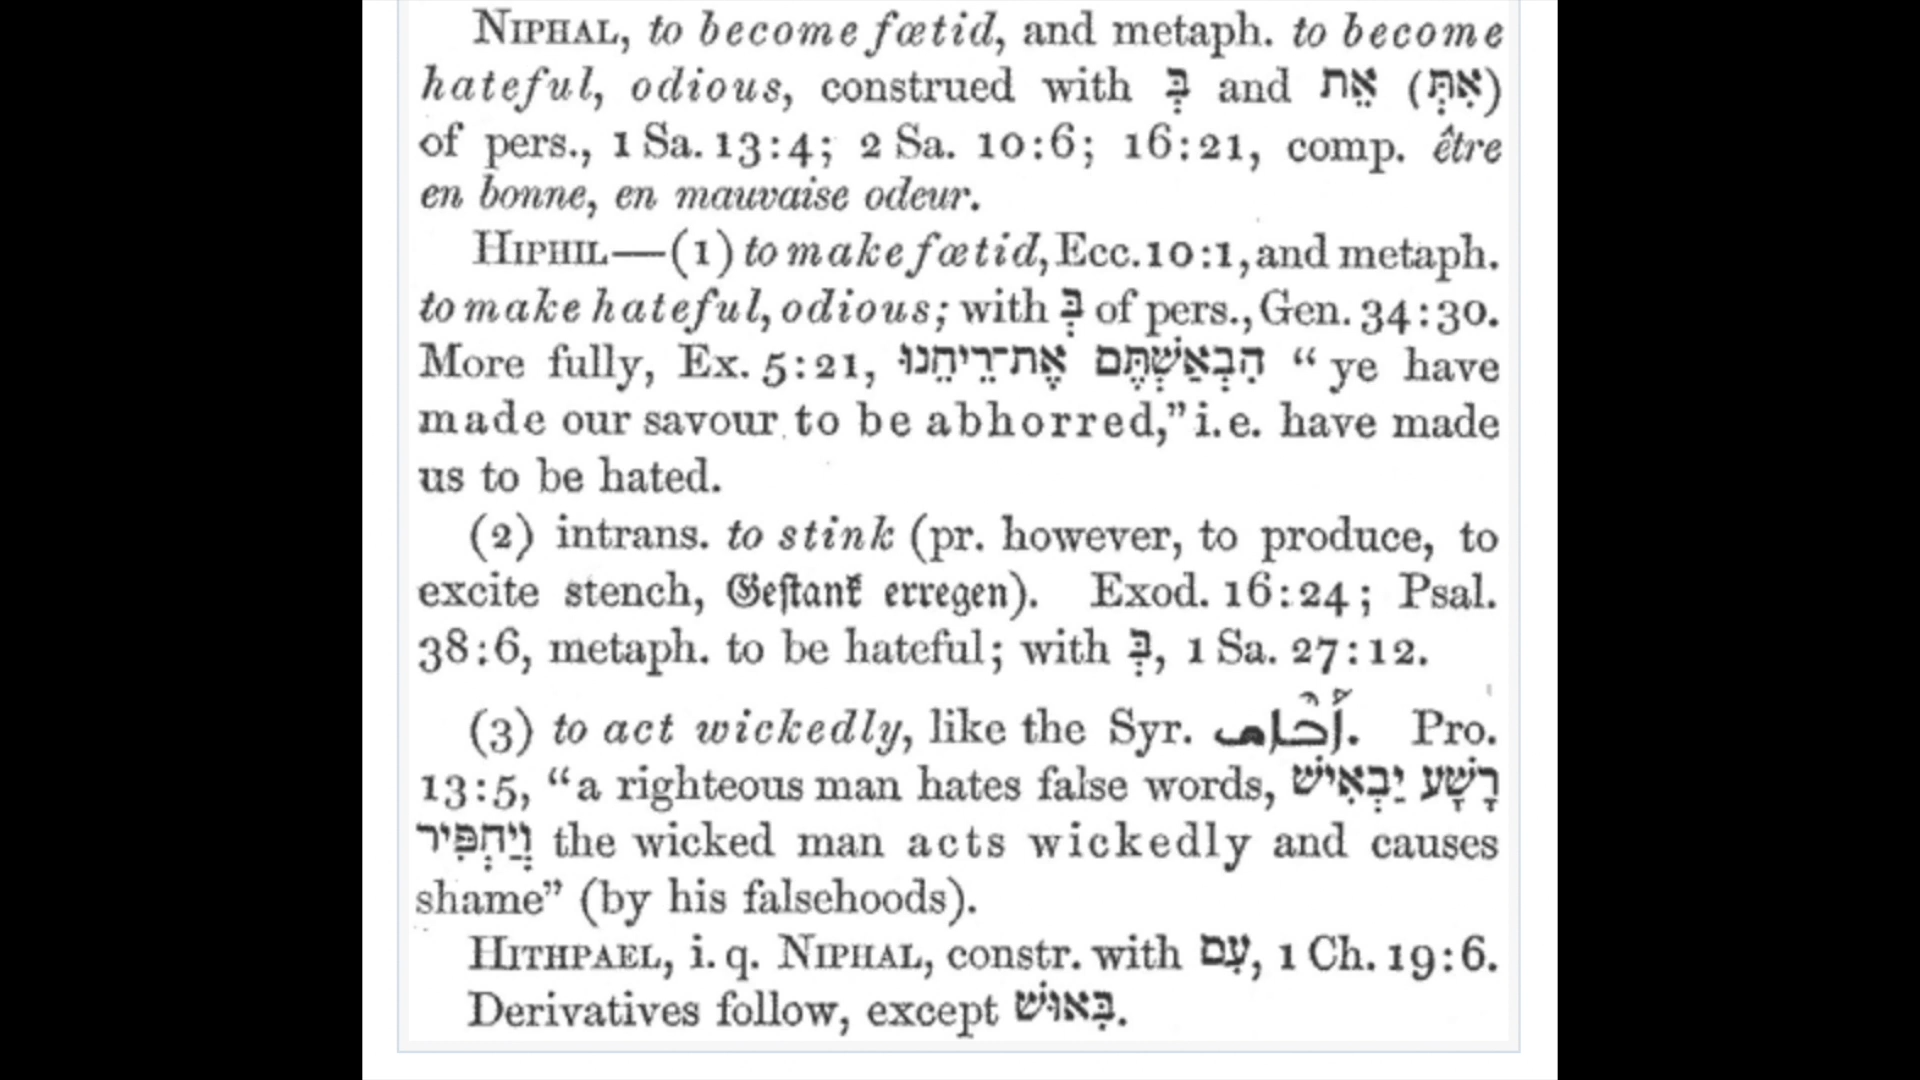 NIPHAL, to become fœtid, and metaph. to become
hateful, odious, construed with בְּ and אֵת (אִתְּ)
of pers., 1 Sa. 13:4; 2 Sa. 10:6; 16:21, comp. être
en bonne, en mauvaise odeur.
HIPHIL—(1) to make fœtid, Ecc. 10:1, and metaph.
to make hateful, odious; with בְּ of pers., Gen. 34:30.
More fully, Ex. 5:21, הִבְאַשְׁתֶּם אֶת־רֵיחֵנוּ “ye have
made our savour to be abhorred,” i.e. have made
us to be hated.
(2) intrans. to stink (pr. however, to produce, to
excite stench, Geſtank erregen). Exod. 16:24; Psal.
38:6, metaph. to be hateful; with בְּ, 1 Sa. 27:12.
(3) to act wickedly, like the Syr. Pro.
13:5, “a righteous man hates false words, רָשָׁע יַבְאִישׁ
וְיַחְפִּיר the wicked man acts wickedly and causes
shame” (by his falsehoods).
HITHPAEL, i. q. NIPHAL, constr. with עִם, 1 Ch. 19:6.
Derivatives follow, except בְּאוּשׁ.